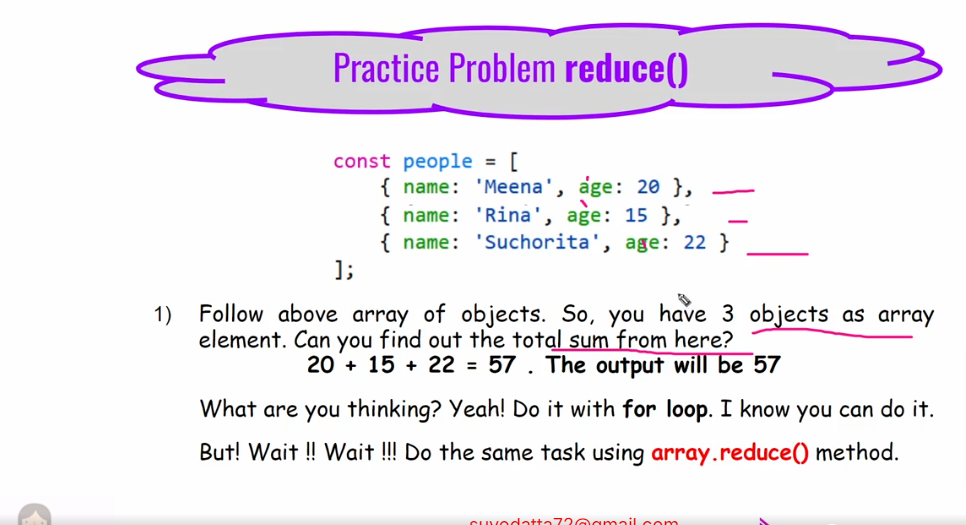 Practice Problem reduce()
const people = [
{ name: 'Meena', age: 20 },
{ name: 'Rina', age: 15 },
{ name: 'Suchorita', age: 22 }
];
1) Follow above array of objects. So, you have 3 objects as array
element. Can you find out the total sum from here?
20 + 15 + 22 = 57 . The output will be 57
What are you thinking? Yeah! Do it with for loop. I know you can do it.
But! Wait !! Wait !!! Do the same task using array.reduce() method.
suvodatta72@gmail.com